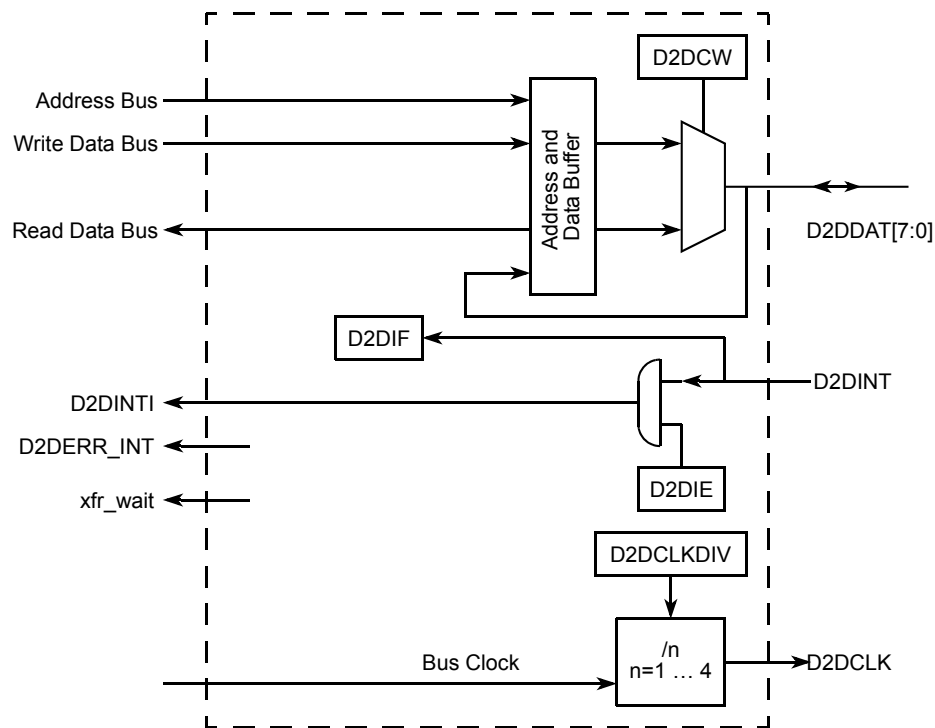 D2DCW
Address Bus
Write Data Bus
Address and
Data Buffer
Read Data Bus
D2DDAT[7:0]
D2DIF
D2DINT
D2DINTI
D2DERR_INT
D2DIE
xfr_wait
D2DCLKDIV
/n
n=1 … 4
Bus Clock
D2DCLK